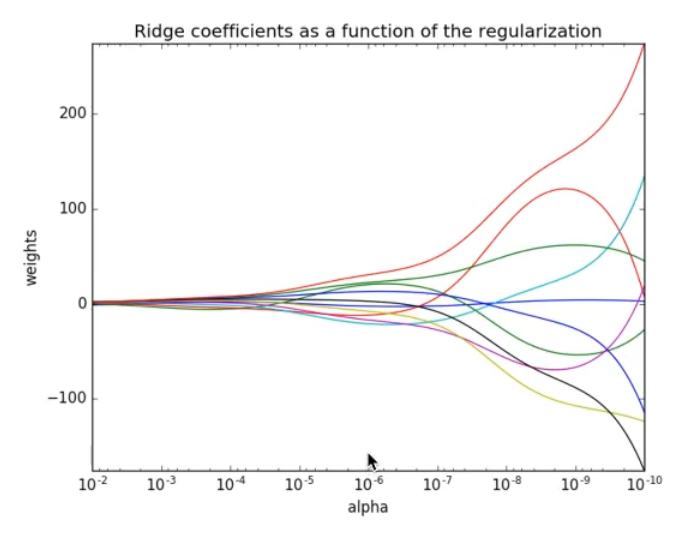 Ridge coefficients as a function of the regularization
200
100
0
−100
weights
10^-2 10^-3 10^-4 10^-5 10^-6 10^-7 10^-8 10^-9 10^-10
alpha